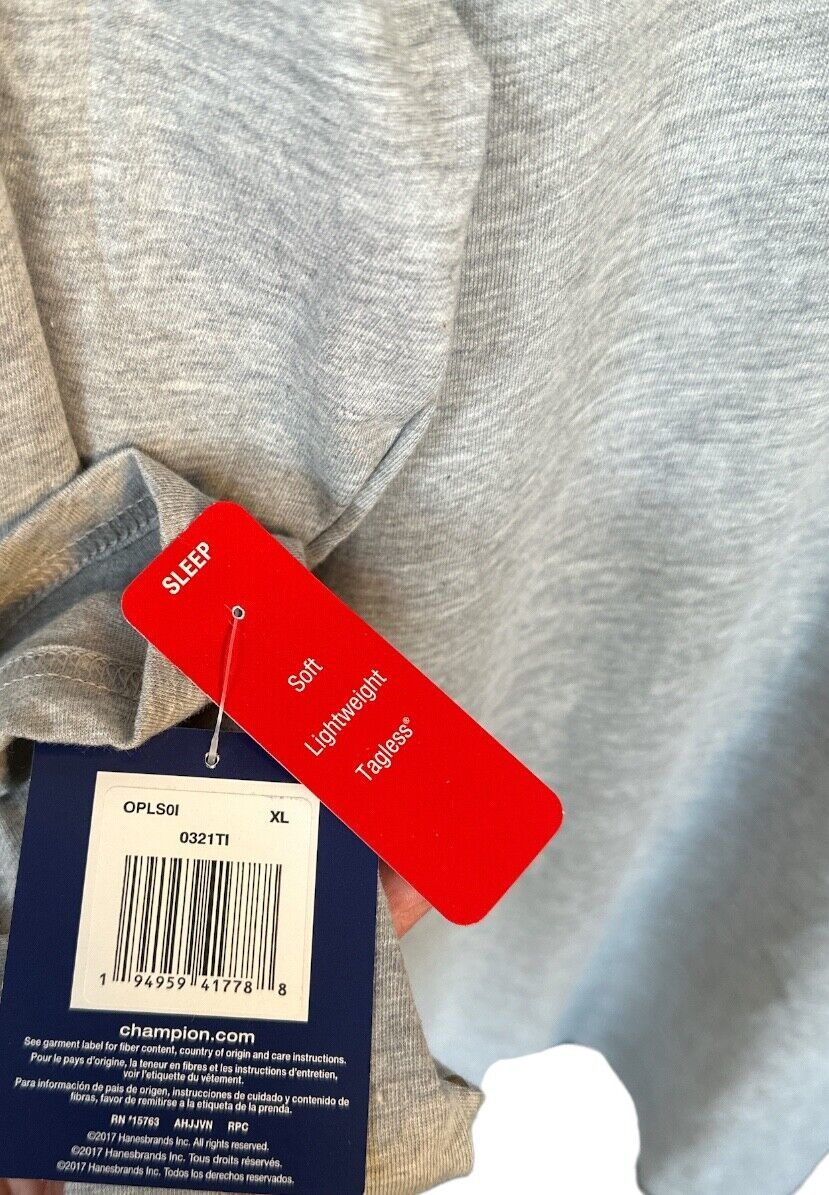 SLEEP
Soft
Lightweight
Tagless®
OPLS0I XL
0321TI
1 94959 41778 8
champion.com
See garment label for fiber content, country of origin and care instructions.
Pour le pays d'origine, la teneur en fibres et les instructions d'entretien,
voir l'etiquette du vêtement.
Para información de pais de origen, instrucciones de cuidado y contenido de
fibras, favor de remitirse a la etiqueta de la prenda.
RN #15763 AHJJVN RPC
©2017 Hanesbrands Inc. All rights reserved.
©2017 Hanesbrands Inc. Tous droits réservés.
©2017 Hanesbrands Inc. Todos los derechos reservados.